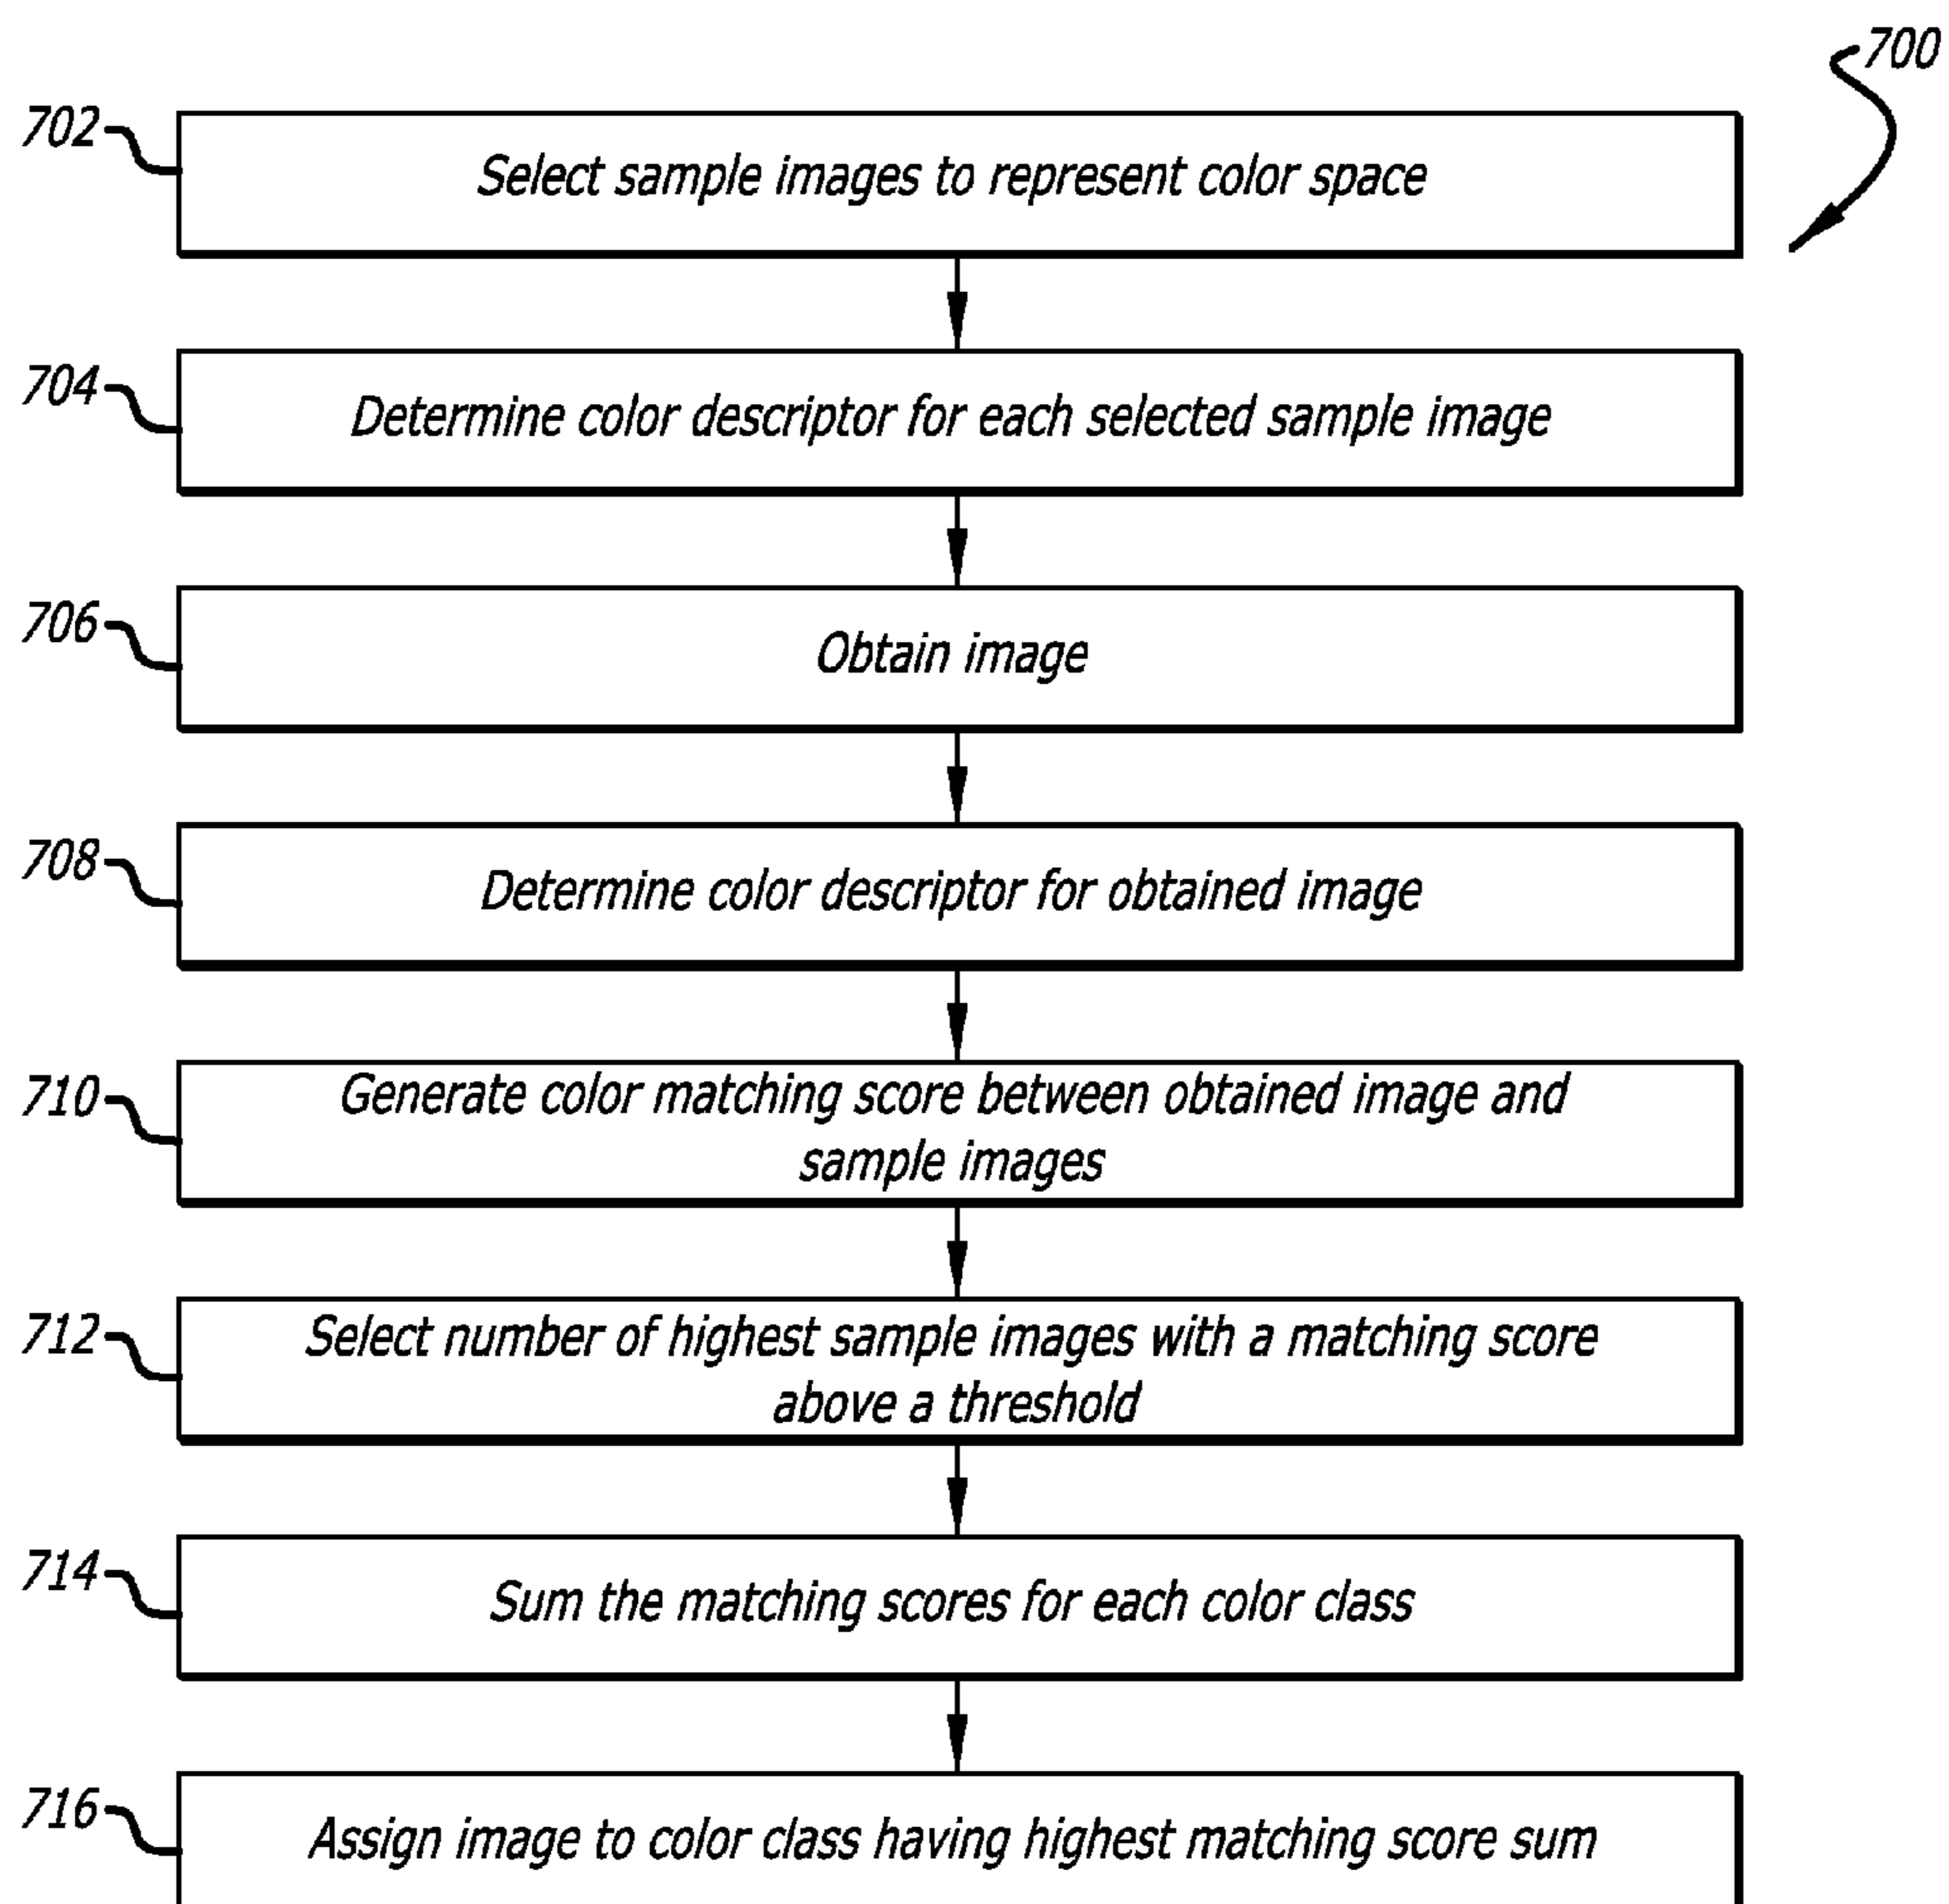 700
702
Select sample images to represent color space
704
Determine color descriptor for each selected sample image
706
Obtain image
708
Determine color descriptor for obtained image
710
Generate color matching score between obtained image and
sample images
712
Select number of highest sample images with a matching score
above a threshold
714
Sum the matching scores for each color class
716
Assign image to color class having highest matching score sum